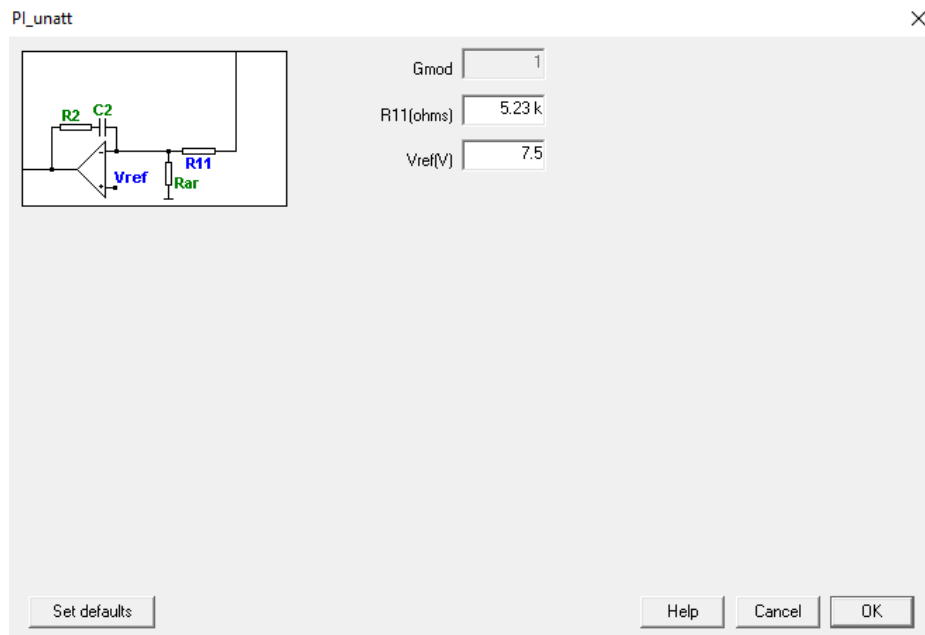 PI_unatt
R2 C2
R11
Vref
Rar
Gmod 1
R11(ohms) 5.23 k
Vref(V) 7.5
Set defaults
Help
Cancel
OK